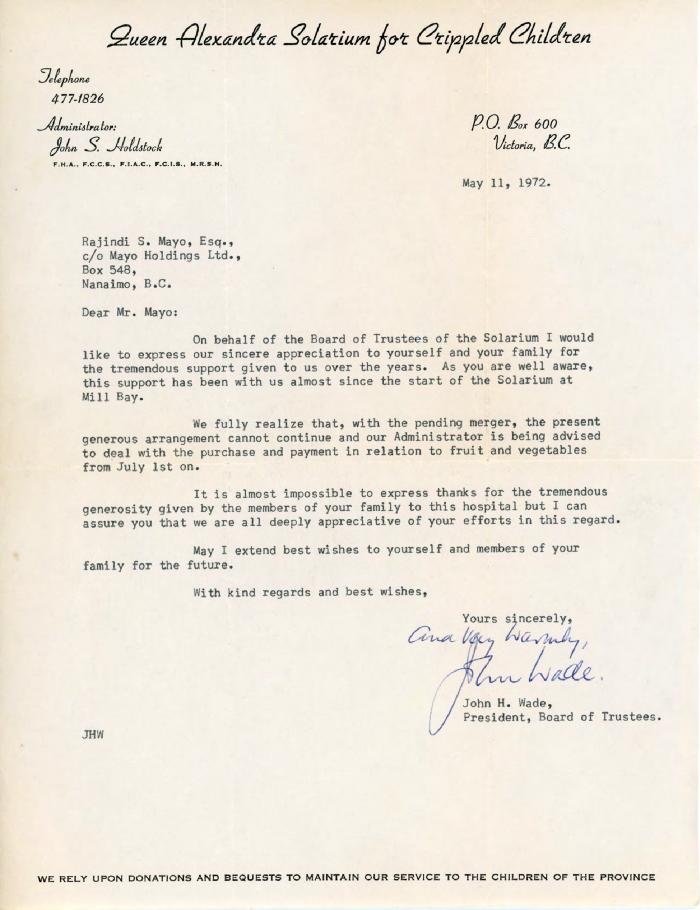 Queen Alexandra Solarium for Crippled Children
Telephone
477-1826
Administrator:
John S. Holdstock
F.H.A., F.C.C.S., F.I.A.C., F.C.I.S., M.R.S.H.
P.O. Box 600
Victoria, B.C.
May 11, 1972.
Rajindi S. Mayo, Esq.,
c/o Mayo Holdings Ltd.,
Box 548,
Nanaimo, B.C.
Dear Mr. Mayo:
On behalf of the Board of Trustees of the Solarium I would
like to express our sincere appreciation to yourself and your family for
the tremendous support given to us over the years.  As you are well aware,
this support has been with us almost since the start of the Solarium at
Mill Bay.
We fully realize that, with the pending merger, the present
generous arrangement cannot continue and our Administrator is being advised
to deal with the purchase and payment in relation to fruit and vegetables
from July 1st on.
It is almost impossible to express thanks for the tremendous
generosity given by the members of your family to this hospital but I can
assure you that we are all deeply appreciative of your efforts in this regard.
May I extend best wishes to yourself and members of your
family for the future.
With kind regards and best wishes,
Yours sincerely,
and Very Warmly,
John Wade.
John H. Wade,
President, Board of Trustees.
JHW
WE RELY UPON DONATIONS AND BEQUESTS TO MAINTAIN OUR SERVICE TO THE CHILDREN OF THE PROVINCE